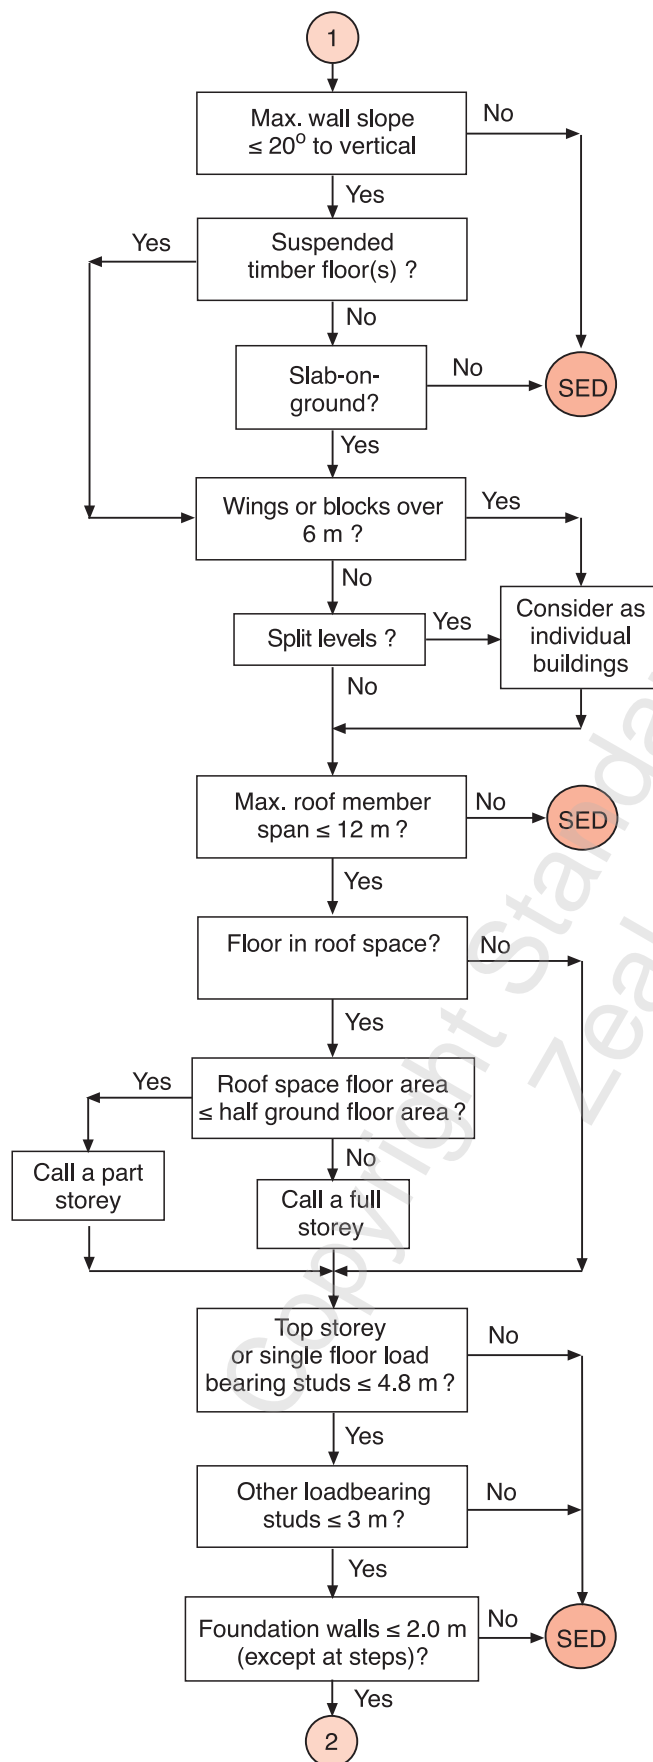 1
Max. wall slope
≤ 20° to vertical
No
Yes
Yes
Suspended
timber floor(s) ?
No
Slab-on-
ground?
No
SED
Yes
Wings or blocks over
6 m ?
Yes
No
Split levels ?
Yes
Consider as
individual
buildings
No
Max. roof member
span ≤ 12 m ?
No
SED
Yes
Floor in roof space?
No
Yes
Yes
Roof space floor area
≤ half ground floor area ?
Call a part
storey
No
Call a full
storey
Top storey
or single floor load
bearing studs ≤ 4.8 m ?
No
Yes
Other loadbearing
studs ≤ 3 m ?
No
Yes
Foundation walls ≤ 2.0 m
(except at steps)?
No
SED
Yes
2
Copyright Standa
Zeal